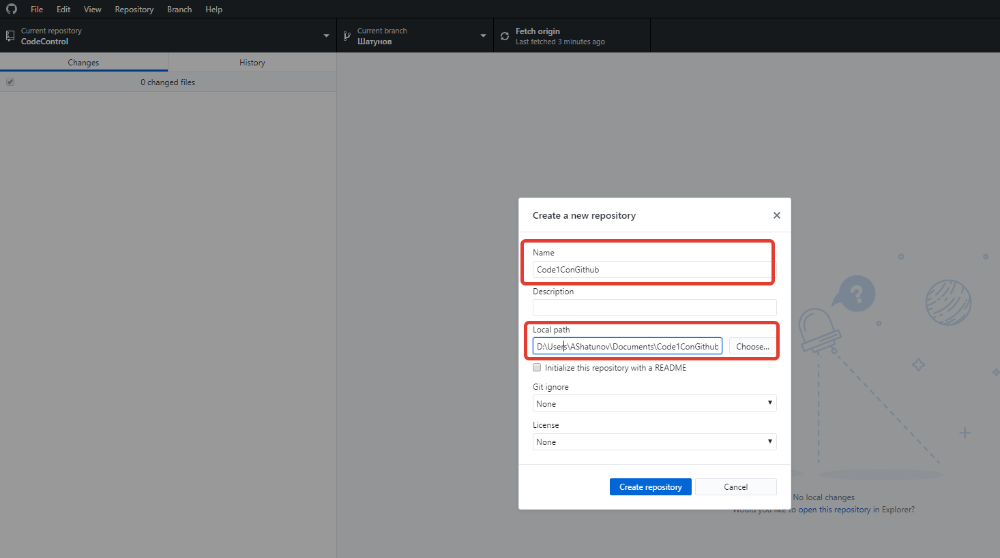 File Edit View Repository Branch Help
Current repository
CodeControl
Current branch
Шатунов
Fetch origin
Last fetched 3 minutes ago
Changes History
0 changed files
Create a new repository
Name
Code1ConGithub
Description
Local path
D:\Users\AShatunov\Documents\Code1ConGithub Choose...
Initialize this repository with a README
Git ignore
None
License
None
Create repository Cancel
No local changes
Would you like to open this repository in Explorer?